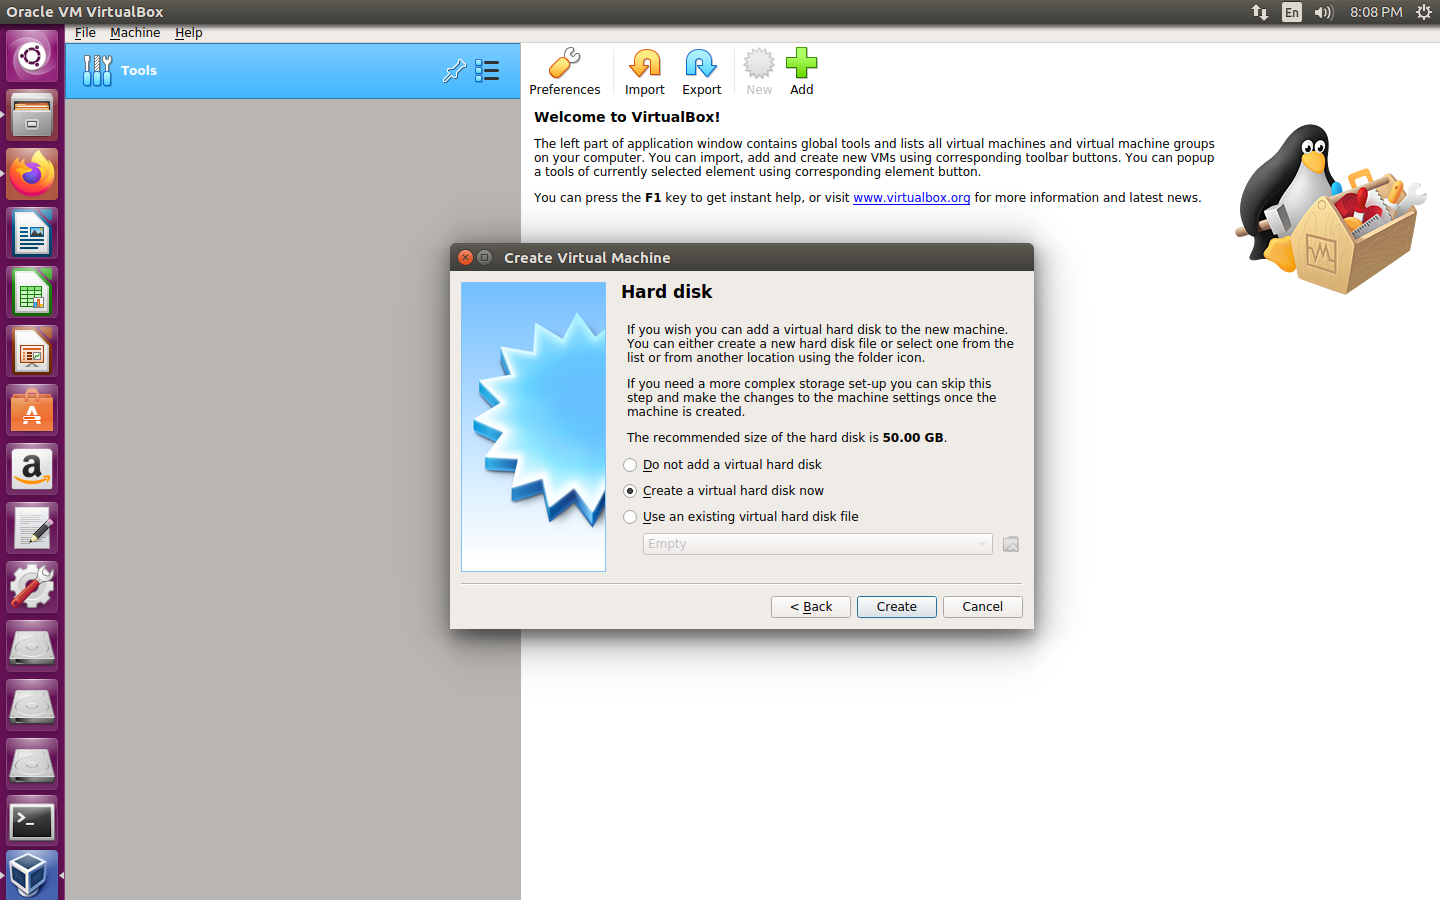 Oracle VM VirtualBox
En
8:08 PM
File Machine Help
Tools
Preferences Import Export New Add
Welcome to VirtualBox!
The left part of application window contains global tools and lists all virtual machines and virtual machine groups
on your computer. You can import, add and create new VMs using corresponding toolbar buttons. You can popup
a tools of currently selected element using corresponding element button.
You can press the F1 key to get instant help, or visit www.virtualbox.org for more information and latest news.
Create Virtual Machine
Hard disk
If you wish you can add a virtual hard disk to the new machine.
You can either create a new hard disk file or select one from the
list or from another location using the folder icon.
If you need a more complex storage set-up you can skip this
step and make the changes to the machine settings once the
machine is created.
The recommended size of the hard disk is 50.00 GB.
Do not add a virtual hard disk
Create a virtual hard disk now
Use an existing virtual hard disk file
Empty
< Back Create Cancel